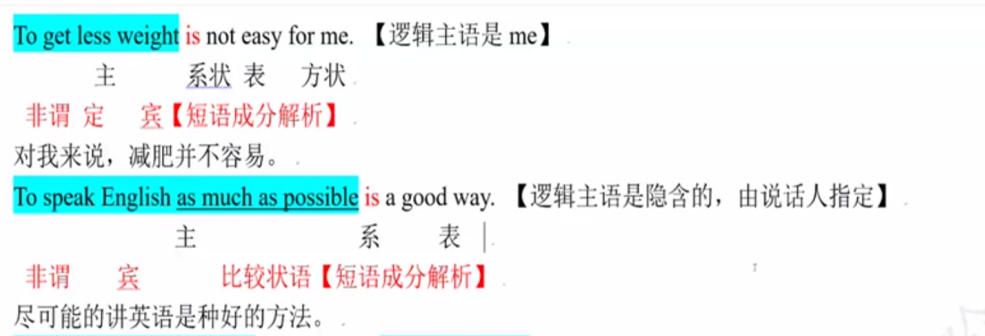 To get less weight is not easy for me. 【逻辑主语是 me】
主 系状 表 方状
非谓 定 宾【短语成分解析】
对我来说，减肥并不容易。
To speak English as much as possible is a good way. 【逻辑主语是隐含的，由说话人指定】
主 系 表
非谓 宾 比较状语【短语成分解析】
尽可能的讲英语是种好的方法。